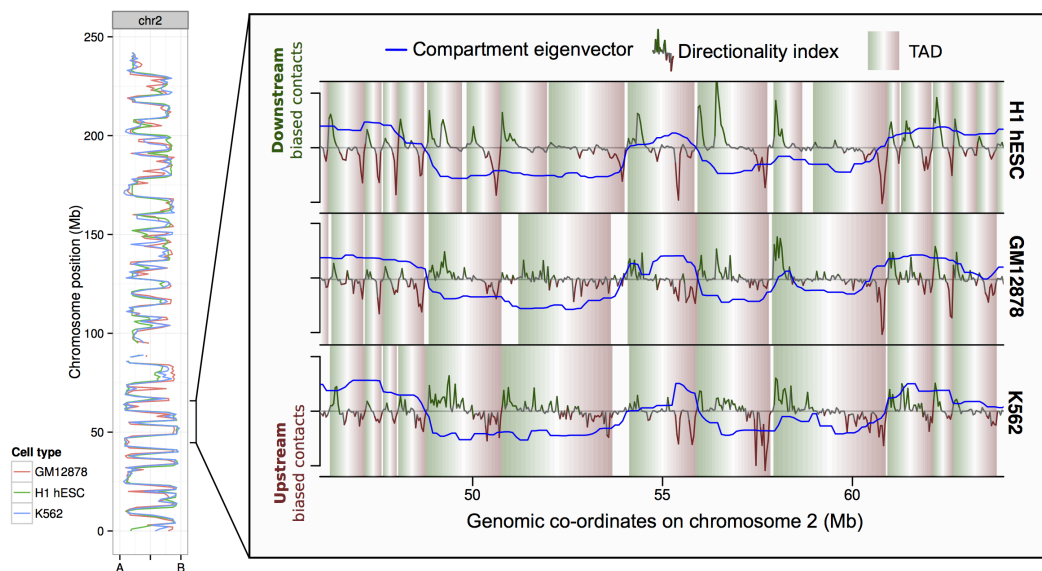 chr2
250
200
150
100
50
0
Chromosome position (Mb)
A
B
Cell type
GM12878
H1 hESC
K562
Compartment eigenvector
Directionality index
TAD
Downstream
biased contacts
Upstream
biased contacts
H1 hESC
GM12878
K562
50
55
60
Genomic co-ordinates on chromosome 2 (Mb)